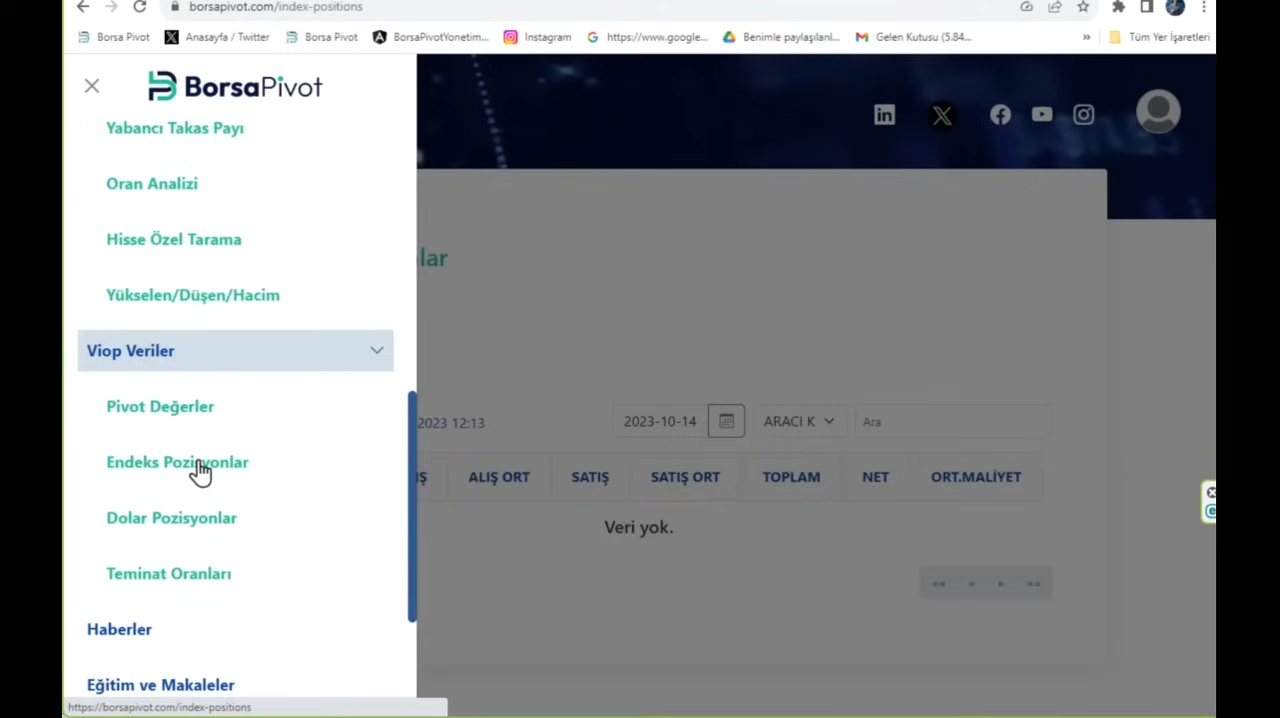 borsapivot.com/index-positions
Borsa Pivot Anasayfa / Twitter Borsa Pivot BorsaPivotYonetim... Instagram https://www.google... Benimle paylaşılanl... Gelen Kutusu (5.84... » Tüm Yer İşaretleri
BorsaPivot
Yabancı Takas Payı
Oran Analizi
Hisse Özel Tarama
lar
Yükselen/Düşen/Hacim
Viop Veriler
Pivot Değerler
2023 12:13 2023-10-14 ARACI K Ara
Endeks Pozisyonlar
Ş ALIŞ ORT SATIŞ SATIŞ ORT TOPLAM NET ORT.MALİYET
Dolar Pozisyonlar
Veri yok.
Teminat Oranları
«« « » »»
Haberler
Eğitim ve Makaleler
https://borsapivot.com/index-positions